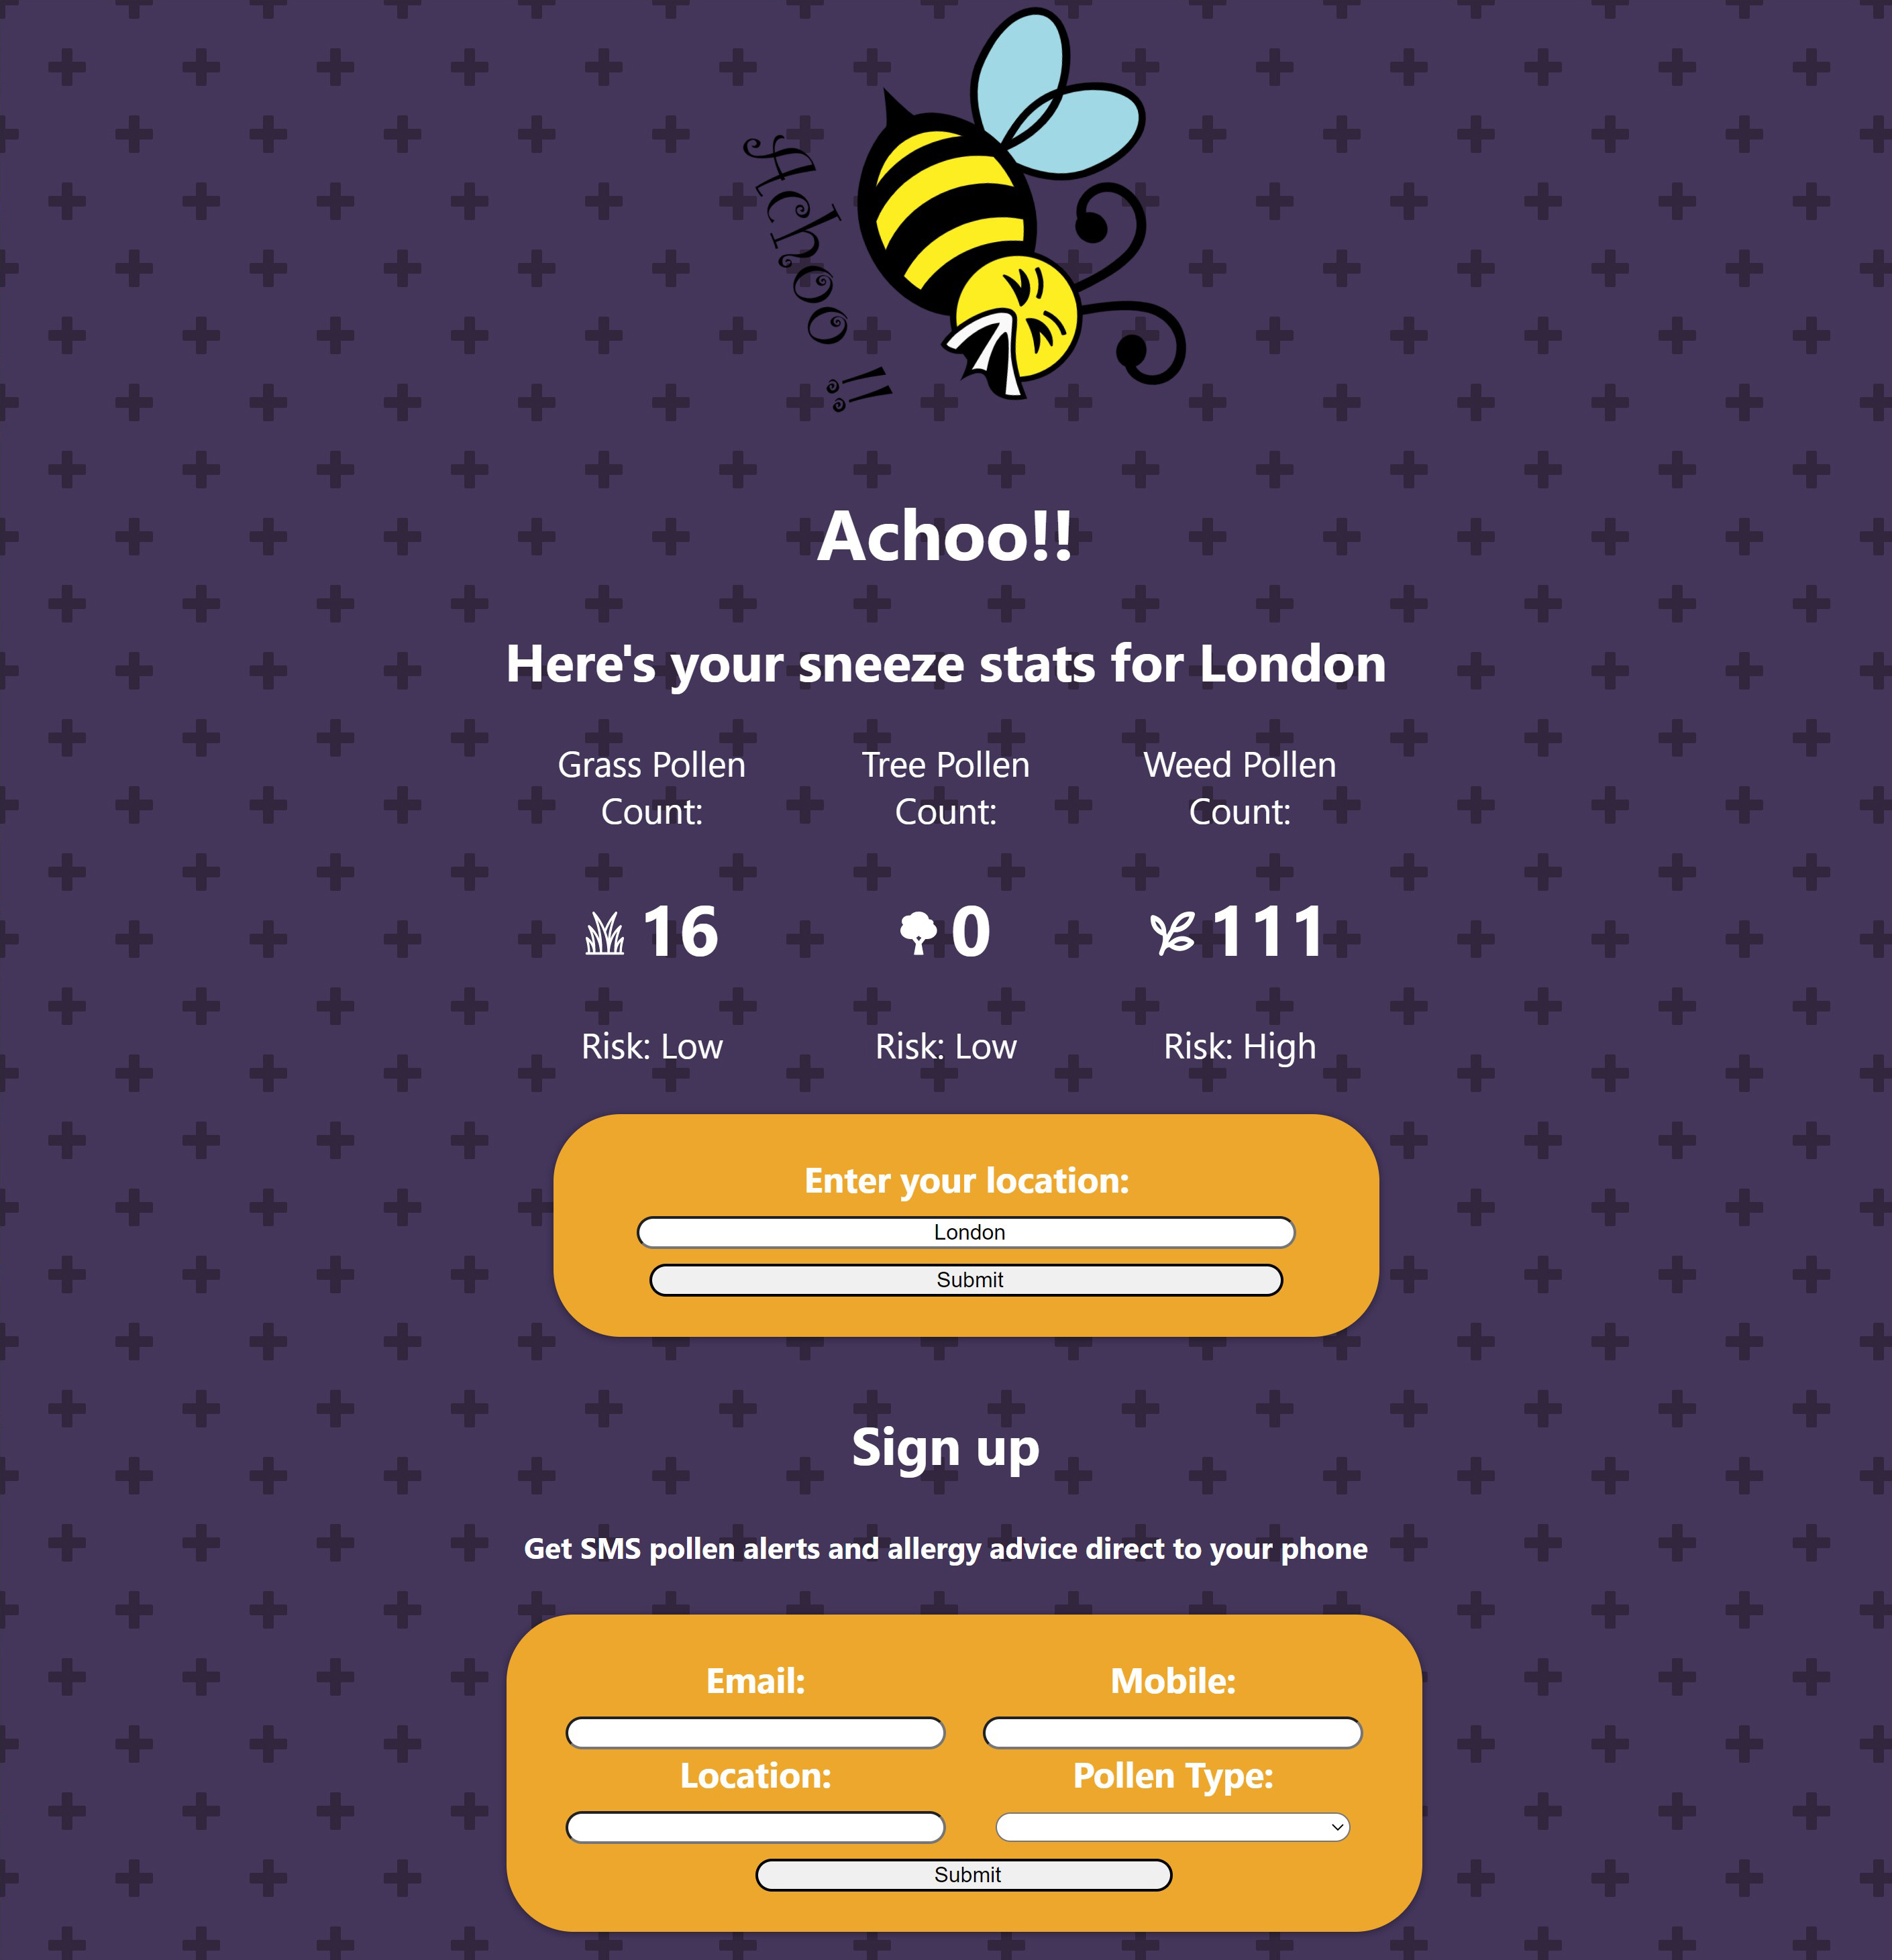 Achoo!!
Achoo!!
Here's your sneeze stats for London
Grass Pollen
Count:
Tree Pollen
Count:
Weed Pollen
Count:
16
0
111
Risk: Low
Risk: Low
Risk: High
Enter your location:
London
Submit
Sign up
Get SMS pollen alerts and allergy advice direct to your phone
Email:
Mobile:
Location:
Pollen Type:
Submit